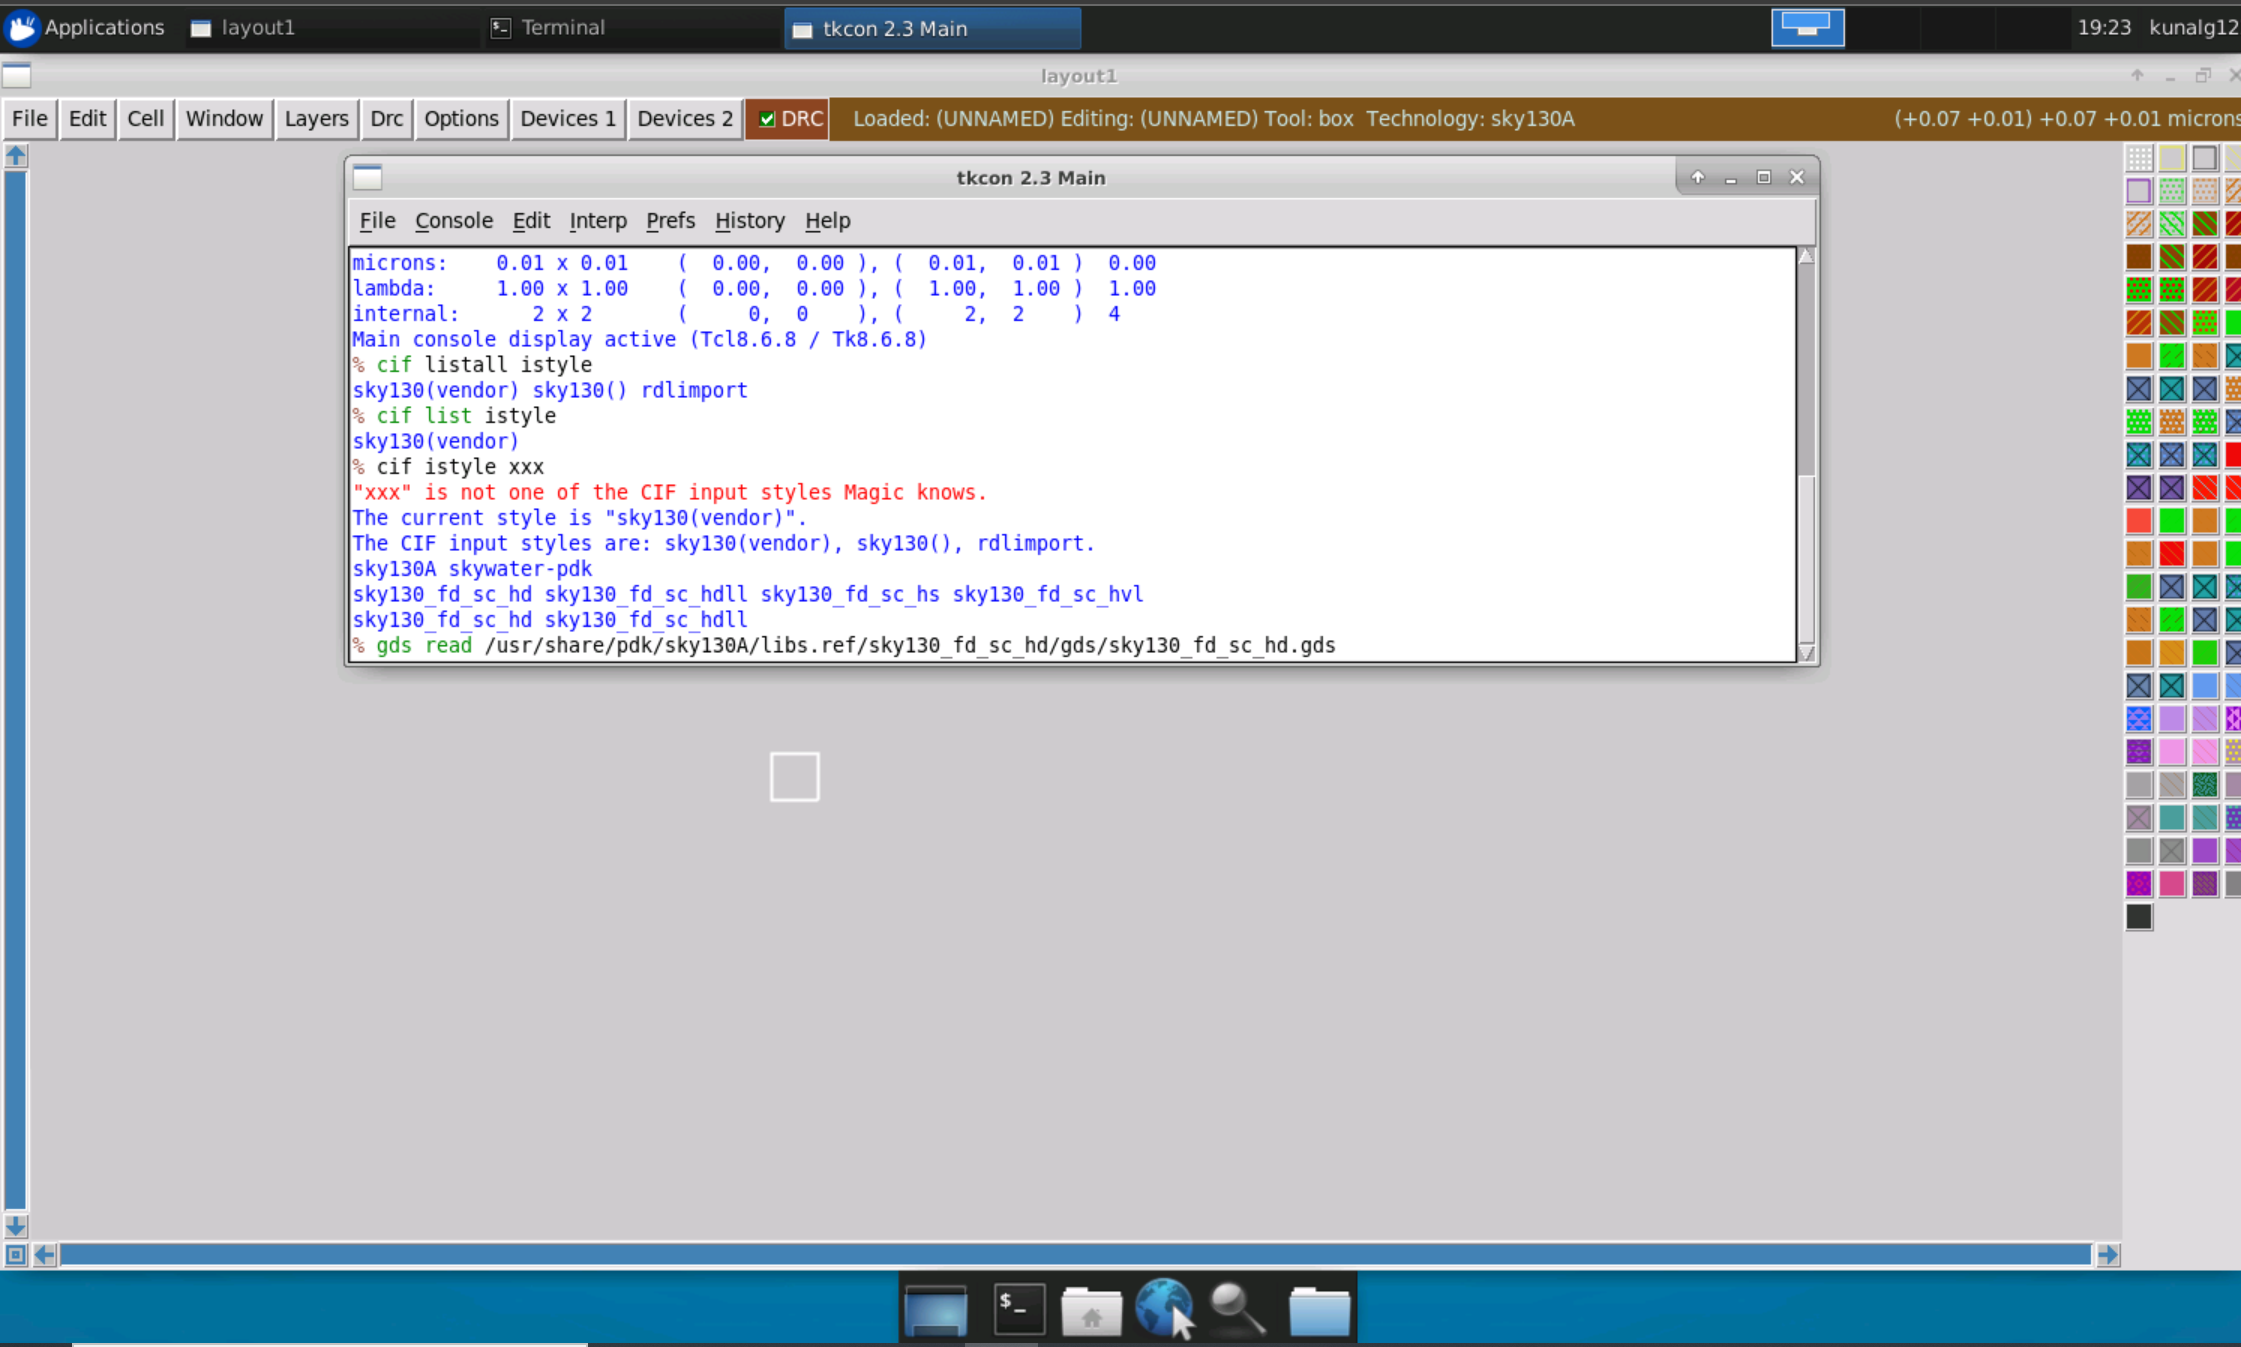 Applications layout1 Terminal tkcon 2.3 Main 19:23 kunalg12
layout1
File Edit Cell Window Layers Drc Options Devices 1 Devices 2 DRC Loaded: (UNNAMED) Editing: (UNNAMED) Tool: box Technology: sky130A (+0.07 +0.01) +0.07 +0.01 microns
tkcon 2.3 Main
File Console Edit Interp Prefs History Help
microns: 0.01 x 0.01 ( 0.00, 0.00 ), ( 0.01, 0.01 ) 0.00
lambda: 1.00 x 1.00 ( 0.00, 0.00 ), ( 1.00, 1.00 ) 1.00
internal: 2 x 2 ( 0, 0 ), ( 2, 2 ) 4
Main console display active (Tcl8.6.8 / Tk8.6.8)
% cif listall istyle
sky130(vendor) sky130() rdlimport
% cif list istyle
sky130(vendor)
% cif istyle xxx
"xxx" is not one of the CIF input styles Magic knows.
The current style is "sky130(vendor)".
The CIF input styles are: sky130(vendor), sky130(), rdlimport.
sky130A skywater-pdk
sky130_fd_sc_hd sky130_fd_sc_hdll sky130_fd_sc_hs sky130_fd_sc_hvl
sky130_fd_sc_hd sky130_fd_sc_hdll
% gds read /usr/share/pdk/sky130A/libs.ref/sky130_fd_sc_hd/gds/sky130_fd_sc_hd.gds
$_